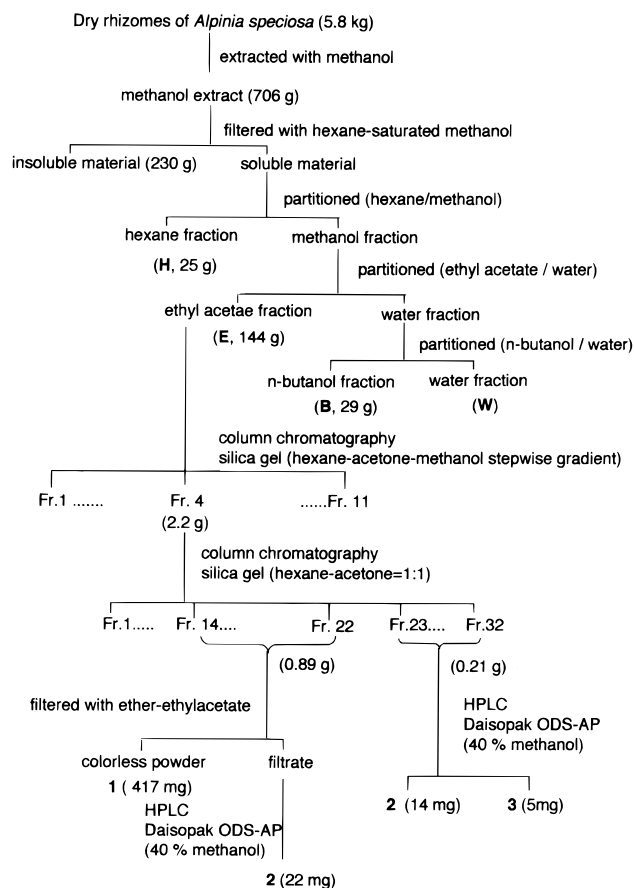 Dry rhizomes of Alpinia speciosa (5.8 kg)
extracted with methanol
methanol extract (706 g)
filtered with hexane-saturated methanol
insoluble material (230 g) soluble material
partitioned (hexane/methanol)
hexane fraction methanol fraction
(H, 25 g)
partitioned (ethyl acetate / water)
ethyl acetae fraction water fraction
(E, 144 g)
partitioned (n-butanol / water)
n-butanol fraction water fraction
(B, 29 g) (W)
column chromatography
silica gel (hexane-acetone-methanol stepwise gradient)
Fr.1 ....... Fr. 4 ......Fr. 11
(2.2 g)
column chromatography
silica gel (hexane-acetone=1:1)
Fr.1..... Fr. 14.... Fr. 22 Fr.23.... Fr.32
(0.89 g) (0.21 g)
filtered with ether-ethylacetate
HPLC
Daisopak ODS-AP
(40 % methanol)
colorless powder filtrate
1 ( 417 mg)
HPLC
Daisopak ODS-AP
(40 % methanol)
2 (14 mg) 3 (5mg)
2 (22 mg)